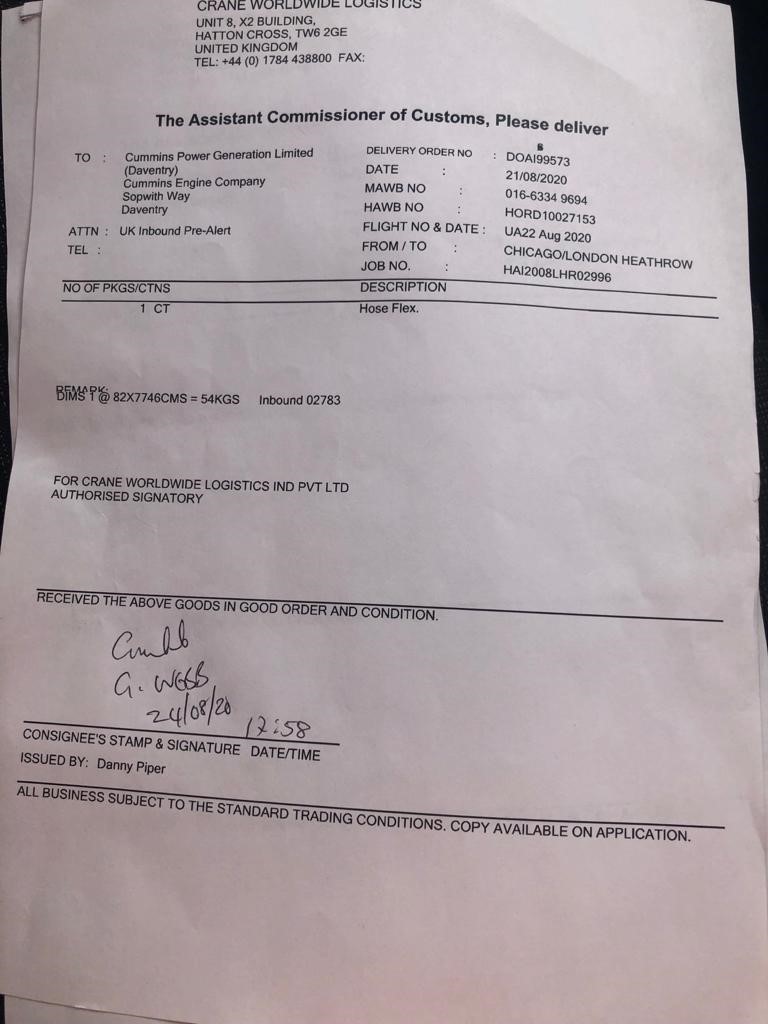 CRANE WORLDWIDE LOGISTICS
UNIT 8, X2 BUILDING,
HATTON CROSS, TW6 2GE
UNITED KINGDOM
TEL: +44 (0) 1784 438800 FAX:
The Assistant Commissioner of Customs, Please deliver
TO : Cummins Power Generation Limited
(Daventry)
Cummins Engine Company
Sopwith Way
Daventry
ATTN : UK Inbound Pre-Alert
TEL :
DELIVERY ORDER NO : DOAI99573
DATE : 21/08/2020
MAWB NO : 016-6334 9694
HAWB NO : HORD10027153
FLIGHT NO & DATE : UA22 Aug 2020
FROM / TO : CHICAGO/LONDON HEATHROW
JOB NO. : HAI2008LHR02996
NO OF PKGS/CTNS DESCRIPTION
1 CT Hose Flex.
REMARK:
DIMS 1 @ 82X7746CMS = 54KGS Inbound 02783
FOR CRANE WORLDWIDE LOGISTICS IND PVT LTD
AUTHORISED SIGNATORY
RECEIVED THE ABOVE GOODS IN GOOD ORDER AND CONDITION.
G. WEBB
24/08/20 12:58
CONSIGNEE'S STAMP & SIGNATURE DATE/TIME
ISSUED BY: Danny Piper
ALL BUSINESS SUBJECT TO THE STANDARD TRADING CONDITIONS. COPY AVAILABLE ON APPLICATION.